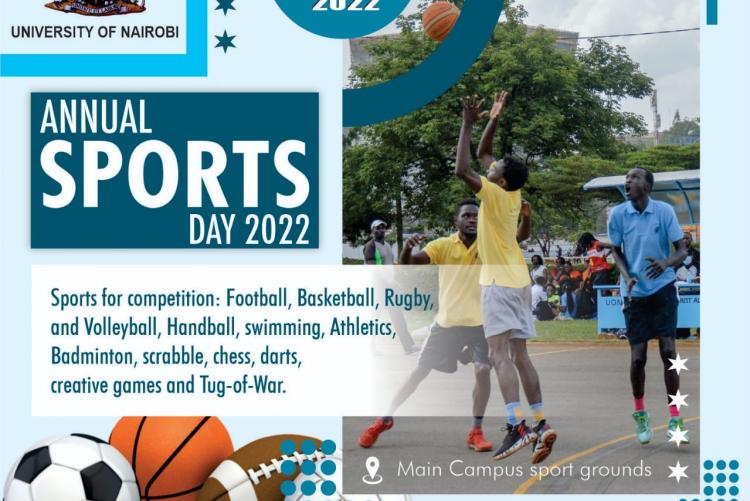 2022
UNIVERSITY OF NAIROBI
ANNUAL
SPORTS
DAY 2022
Sports for competition: Football, Basketball, Rugby,
and Volleyball, Handball, swimming, Athletics,
Badminton, scrabble, chess, darts,
creative games and Tug-of-War.
Main Campus sport grounds